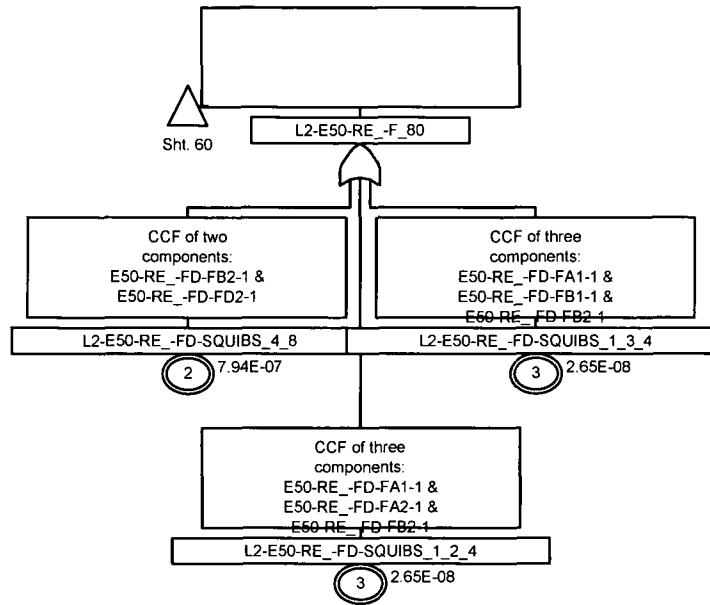 Sht. 60
L2-E50-RE_-F_80
CCF of two
components:
E50-RE_-FD-FB2-1 &
E50-RE_-FD-FD2-1
L2-E50-RE_-FD-SQUIBS_4_8
2
7.94E-07
CCF of three
components:
E50-RE_-FD-FA1-1 &
E50-RE_-FD-FB1-1 &
E50-RE_-FD-FB2-1
L2-E50-RE_-FD-SQUIBS_1_3_4
3
2.65E-08
CCF of three
components:
E50-RE_-FD-FA1-1 &
E50-RE_-FD-FA2-1 &
E50-RE_-FD-FB2-1
L2-E50-RE_-FD-SQUIBS_1_2_4
3
2.65E-08